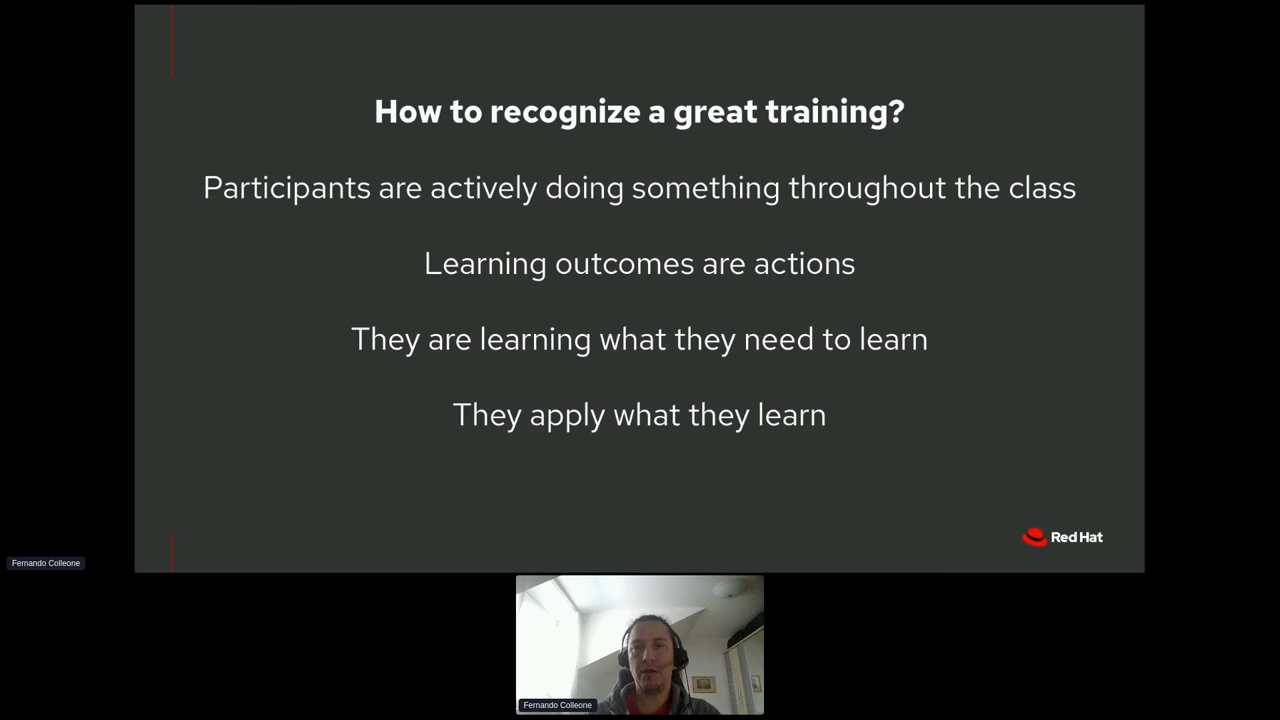 How to recognize a great training?
Participants are actively doing something throughout the class
Learning outcomes are actions
They are learning what they need to learn
They apply what they learn
Red Hat
Fernando Colleone
Fernando Colleone